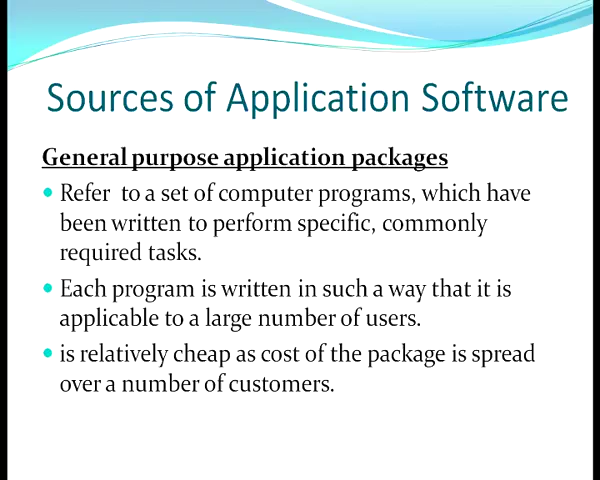 Sources of Application Software
General purpose application packages
Refer to a set of computer programs, which have
been written to perform specific, commonly
required tasks.
Each program is written in such a way that it is
applicable to a large number of users.
is relatively cheap as cost of the package is spread
over a number of customers.